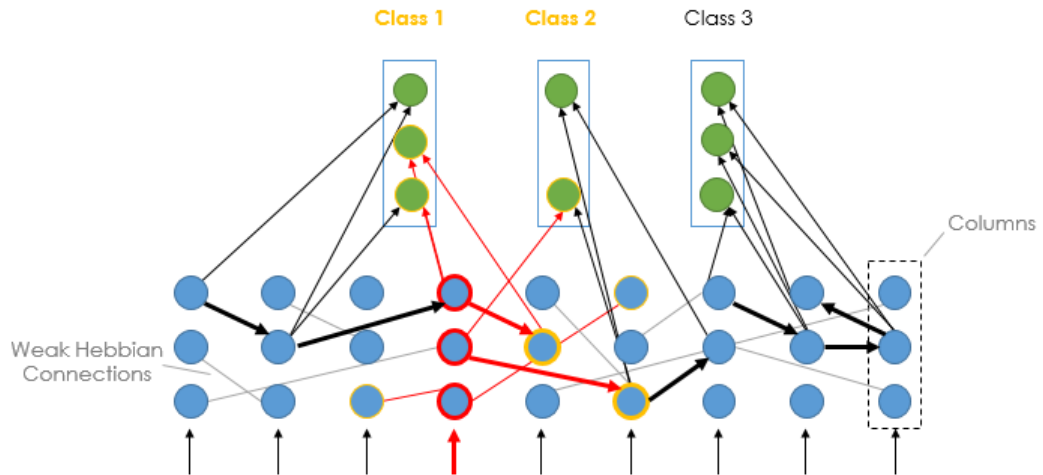 Class 1
Class 2
Class 3
Columns
Weak Hebbian
Connections